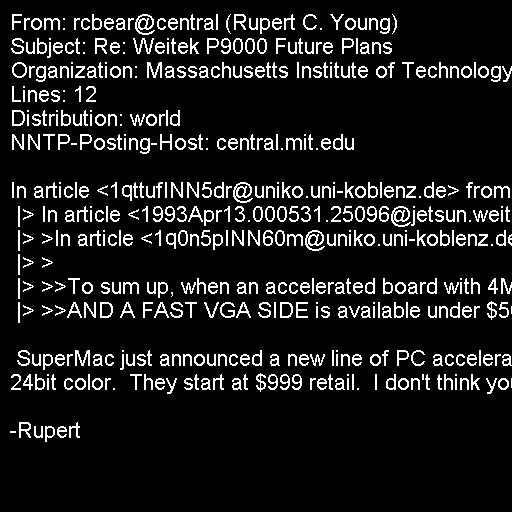 From: rcbear@central (Rupert C. Young)
Subject: Re: Weitek P9000 Future Plans
Organization: Massachusetts Institute of Technology
Lines: 12
Distribution: world
NNTP-Posting-Host: central.mit.edu
In article <1qttufINN5dr@uniko.uni-koblenz.de> from
|> In article <1993Apr13.000531.25096@jetsun.weit
|> >In article <1q0n5pINN60m@uniko.uni-koblenz.de
|> >
|> >>To sum up, when an accelerated board with 4M
|> >>AND A FAST VGA SIDE is available under $50
SuperMac just announced a new line of PC accelera
24bit color.  They start at $999 retail.  I don't think you
-Rupert